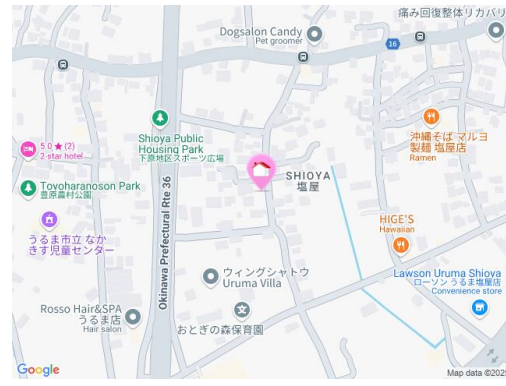 痛み回復整体リカバリ
Dogsalon Candy
Pet groomer
16
Shioya Public
Housing Park
下原地区スポーツ広場
沖縄そば マルヨ
製麺 塩屋店
Ramen
5.0 ★ (2)
2-star hotel
SHIOYA
塩屋
Toyoharanoson Park
豊原農村公園
うるま市立 なか
きす児童センター
HIGE'S
Hawaiian
Okinawa Prefectural Rte 36
ウィングシャトウ
Uruma Villa
Lawson Uruma Shioya
ローソン うるま塩屋店
Convenience store
Rosso Hair&SPA
うるま店
Hair salon
おとぎの森保育園
Google
Map data ©2025